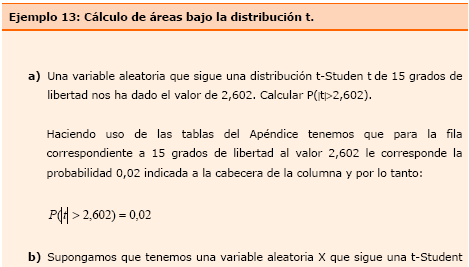 Ejemplo 13: Cálculo de áreas bajo la distribución t.
a) Una variable aleatoria que sigue una distribución t-Studen t de 15 grados de
libertad nos ha dado el valor de 2,602. Calcular P(|t|>2,602).
Haciendo uso de las tablas del Apéndice tenemos que para la fila
correspondiente a 15 grados de libertad al valor 2,602 le corresponde la
probabilidad 0,02 indicada a la cabecera de la columna y por lo tanto:
P(|t| > 2,602) = 0,02
b) Supongamos que tenemos una variable aleatoria X que sigue una t-Student